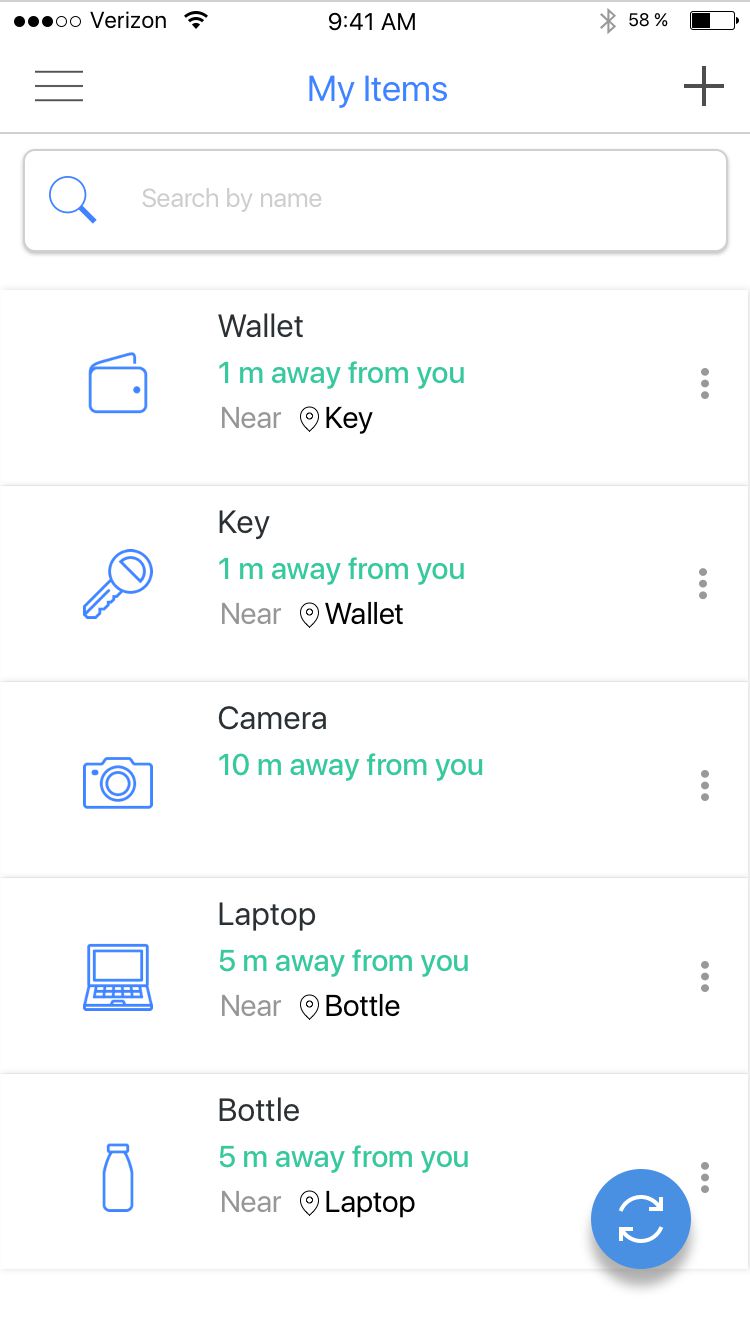 Verizon 9:41 AM 58 %
My Items
Search by name
Wallet
1 m away from you
Near Key
Key
1 m away from you
Near Wallet
Camera
10 m away from you
Laptop
5 m away from you
Near Bottle
Bottle
5 m away from you
Near Laptop